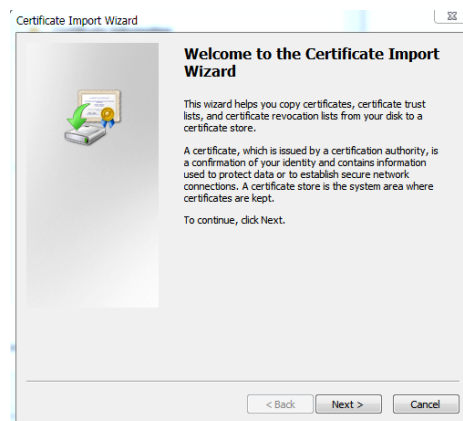 Certificate Import Wizard
Welcome to the Certificate Import
Wizard
This wizard helps you copy certificates, certificate trust
lists, and certificate revocation lists from your disk to a
certificate store.
A certificate, which is issued by a certification authority, is
a confirmation of your identity and contains information
used to protect data or to establish secure network
connections. A certificate store is the system area where
certificates are kept.
To continue, click Next.
< Back Next > Cancel